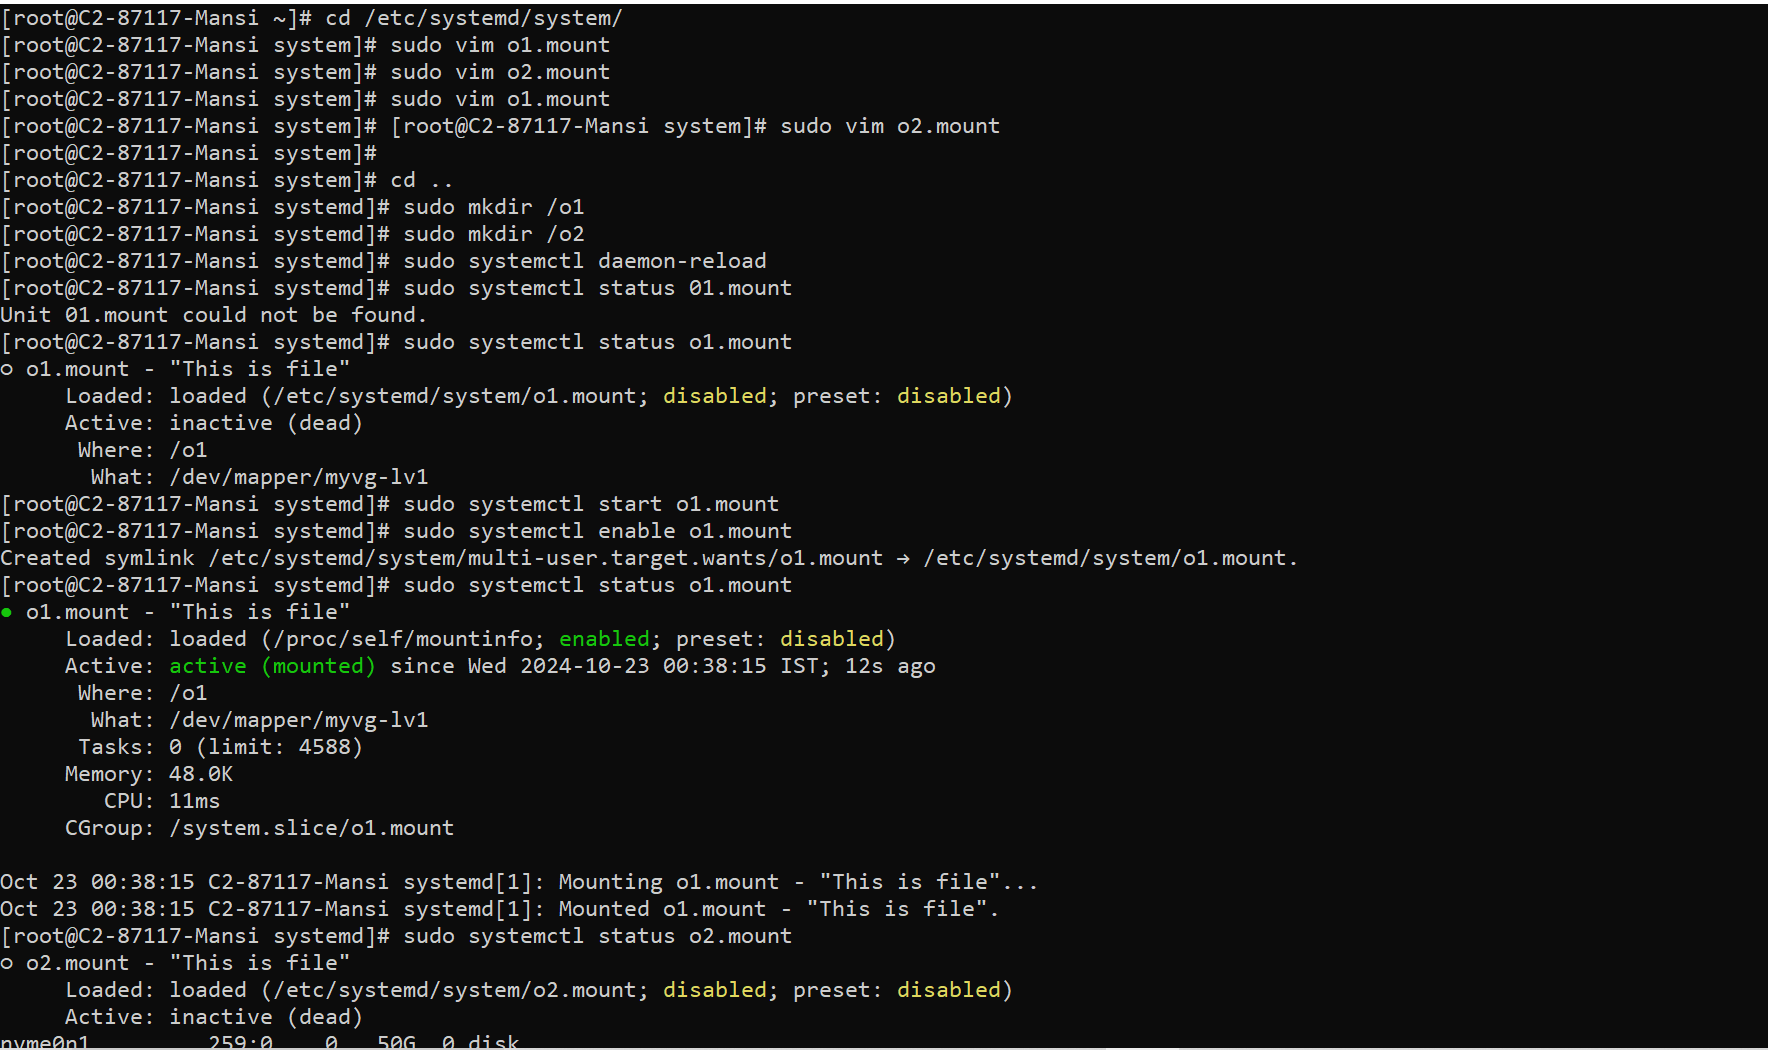 [root@C2-87117-Mansi ~]# cd /etc/systemd/system/
[root@C2-87117-Mansi system]# sudo vim o1.mount
[root@C2-87117-Mansi system]# sudo vim o2.mount
[root@C2-87117-Mansi system]# sudo vim o1.mount
[root@C2-87117-Mansi system]# [root@C2-87117-Mansi system]# sudo vim o2.mount
[root@C2-87117-Mansi system]#
[root@C2-87117-Mansi system]# cd ..
[root@C2-87117-Mansi systemd]# sudo mkdir /o1
[root@C2-87117-Mansi systemd]# sudo mkdir /o2
[root@C2-87117-Mansi systemd]# sudo systemctl daemon-reload
[root@C2-87117-Mansi systemd]# sudo systemctl status 01.mount
Unit 01.mount could not be found.
[root@C2-87117-Mansi systemd]# sudo systemctl status o1.mount
○ o1.mount - "This is file"
     Loaded: loaded (/etc/systemd/system/o1.mount; disabled; preset: disabled)
     Active: inactive (dead)
      Where: /o1
       What: /dev/mapper/myvg-lv1
[root@C2-87117-Mansi systemd]# sudo systemctl start o1.mount
[root@C2-87117-Mansi systemd]# sudo systemctl enable o1.mount
Created symlink /etc/systemd/system/multi-user.target.wants/o1.mount → /etc/systemd/system/o1.mount.
[root@C2-87117-Mansi systemd]# sudo systemctl status o1.mount
● o1.mount - "This is file"
     Loaded: loaded (/proc/self/mountinfo; enabled; preset: disabled)
     Active: active (mounted) since Wed 2024-10-23 00:38:15 IST; 12s ago
      Where: /o1
       What: /dev/mapper/myvg-lv1
      Tasks: 0 (limit: 4588)
     Memory: 48.0K
        CPU: 11ms
     CGroup: /system.slice/o1.mount

Oct 23 00:38:15 C2-87117-Mansi systemd[1]: Mounting o1.mount - "This is file"...
Oct 23 00:38:15 C2-87117-Mansi systemd[1]: Mounted o1.mount - "This is file".
[root@C2-87117-Mansi systemd]# sudo systemctl status o2.mount
○ o2.mount - "This is file"
     Loaded: loaded (/etc/systemd/system/o2.mount; disabled; preset: disabled)
     Active: inactive (dead)
nvme0n1         259:0    0   50G  0 disk